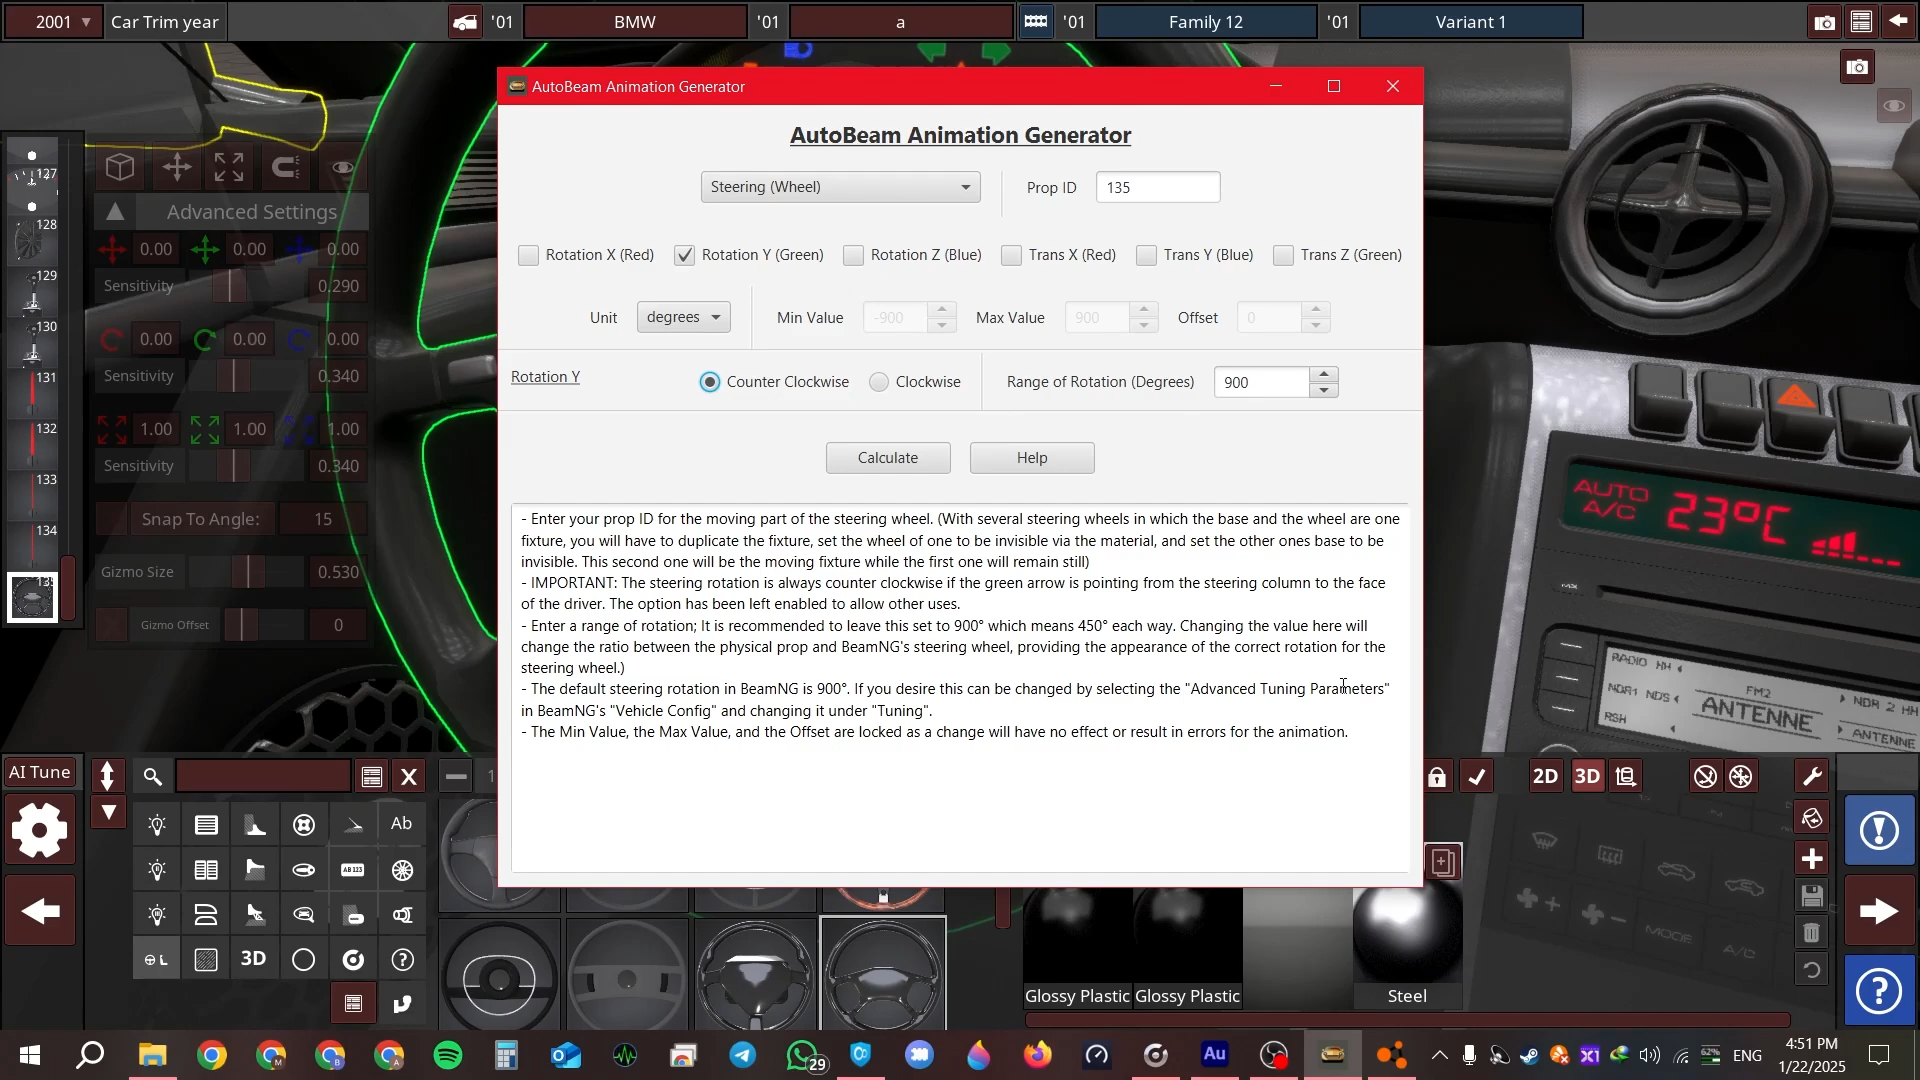 2001 ▼ Car Trim year '01 BMW '01 a '01 Family 12 '01 Variant 1
AutoBeam Animation Generator
AutoBeam Animation Generator
Steering (Wheel) Prop ID 135
Rotation X (Red) Rotation Y (Green) Rotation Z (Blue) Trans X (Red) Trans Y (Blue) Trans Z (Green)
Unit degrees Min Value -900 Max Value 900 Offset 0
Rotation Y Counter Clockwise Clockwise Range of Rotation (Degrees) 900
Calculate Help
- Enter your prop ID for the moving part of the steering wheel. (With several steering wheels in which the base and the wheel are one
fixture, you will have to duplicate the fixture, set the wheel of one to be invisible via the material, and set the other ones base to be
invisible. This second one will be the moving fixture while the first one will remain still)
- IMPORTANT: The steering rotation is always counter clockwise if the green arrow is pointing from the steering column to the face
of the driver. The option has been left enabled to allow other uses.
- Enter a range of rotation; It is recommended to leave this set to 900° which means 450° each way. Changing the value here will
change the ratio between the physical prop and BeamNG's steering wheel, providing the appearance of the correct rotation for the
steering wheel.)
- The default steering rotation in BeamNG is 900°. If you desire this can be changed by selecting the "Advanced Tuning Parameters"
in BeamNG's "Vehicle Config" and changing it under "Tuning".
- The Min Value, the Max Value, and the Offset are locked as a change will have no effect or result in errors for the animation.
127
128
129
130
131
132
133
134
Advanced Settings
0.00 0.00 0.00
Sensitivity 0.290
0.00 0.00 0.00
Sensitivity 0.340
1.00 1.00 1.00
Sensitivity 0.340
Snap To Angle: 15
Gizmo Size 0.530
Gizmo Offset 0
AUTO
A/C 23°C
RADIO HH
NDR1 NDS FM2 NDR 2 HH
RSH ANTENNE ANTENNE
AI Tune X 1 2D 3D
Ab
AB 123
L 3D
MODE A/C
Glossy Plastic Glossy Plastic Steel
29 Au X1 62% ENG 4:51 PM
1/22/2025